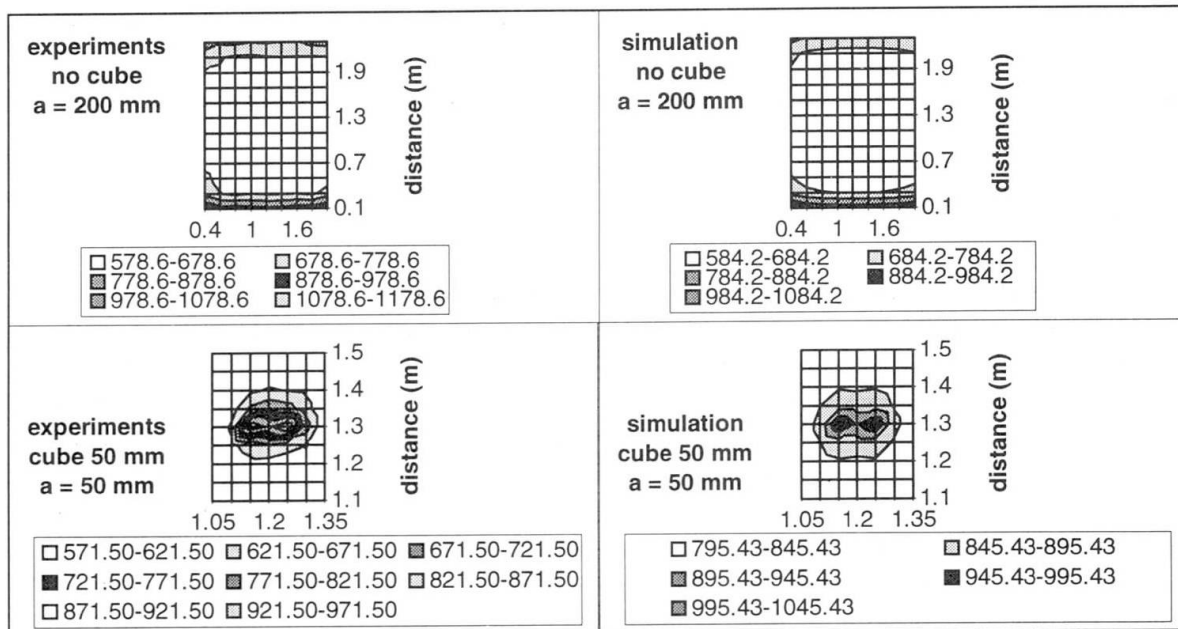 experiments
no cube
a = 200 mm
1.9
1.3
0.7
0.1
distance (m)
0.4 1 1.6
578.6-678.6 678.6-778.6
778.6-878.6 878.6-978.6
978.6-1078.6 1078.6-1178.6
simulation
no cube
a = 200 mm
1.9
1.3
0.7
0.1
distance (m)
0.4 1 1.6
584.2-684.2 684.2-784.2
784.2-884.2 884.2-984.2
984.2-1084.2
experiments
cube 50 mm
a = 50 mm
1.5
1.4
1.3
1.2
1.1
distance (m)
1.05 1.2 1.35
571.50-621.50 621.50-671.50 671.50-721.50
721.50-771.50 771.50-821.50 821.50-871.50
871.50-921.50 921.50-971.50
simulation
cube 50 mm
a = 50 mm
1.5
1.4
1.3
1.2
1.1
distance (m)
1.05 1.2 1.35
795.43-845.43 845.43-895.43
895.43-945.43 945.43-995.43
995.43-1045.43